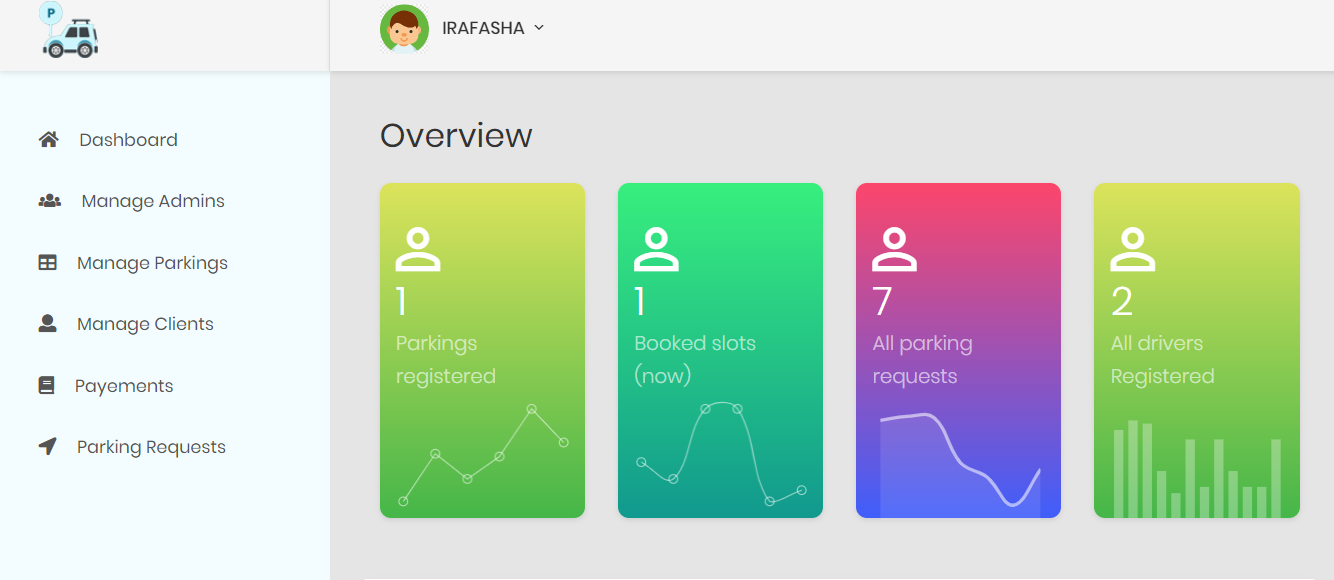 P
IRAFASHA
Dashboard
Manage Admins
Manage Parkings
Manage Clients
Payements
Parking Requests
Overview
1
Parkings
registered
1
Booked slots
(now)
7
All parking
requests
2
All drivers
Registered